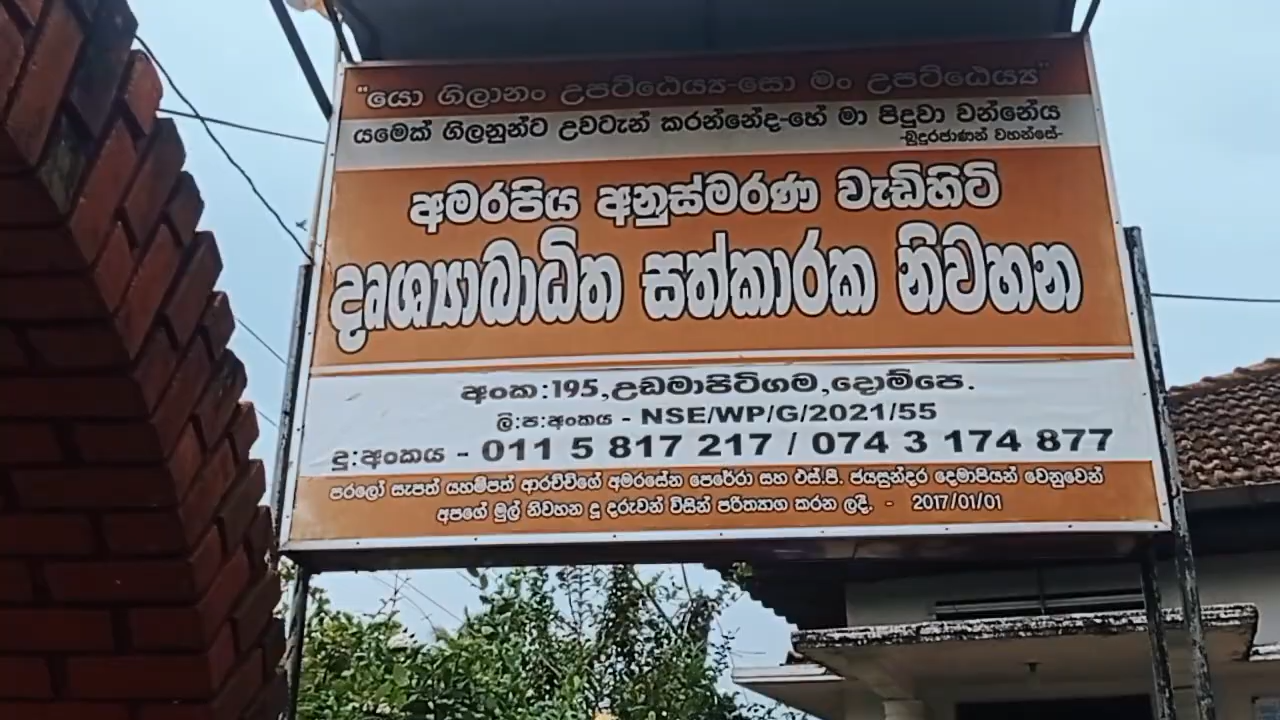 "යො ගිලානං උපට්ඨෙය්‍ය-සො මං උපට්ඨෙය්‍ය"
යමෙක් ගිලනුන්ට උවටැන් කරන්නේද-හේ මා පිදුවා වන්නේය
-බුදුරජාණන් වහන්සේ-
අමරපිය අනුස්මරණ වැඩිහිටි
දෘශ්‍යාබාධිත සත්කාරක නිවහන
අංක:195,උඩමාපිටිගම,දොම්පෙ.
ලි:ප:අංකය - NSE/WP/G/2021/55
දු:අංකය - 011 5 817 217 / 074 3 174 877
පරලෝ සැපත් යහම්පත් ආරච්චිගේ අමරසේන පෙරේරා සහ එස්.පී. ජයසුන්දර දෙමාපියන් වෙනුවෙන්
අපගේ මුල් නිවහන දූ දරුවන් විසින් පරිත්‍යාග කරන ලදී. - 2017/01/01